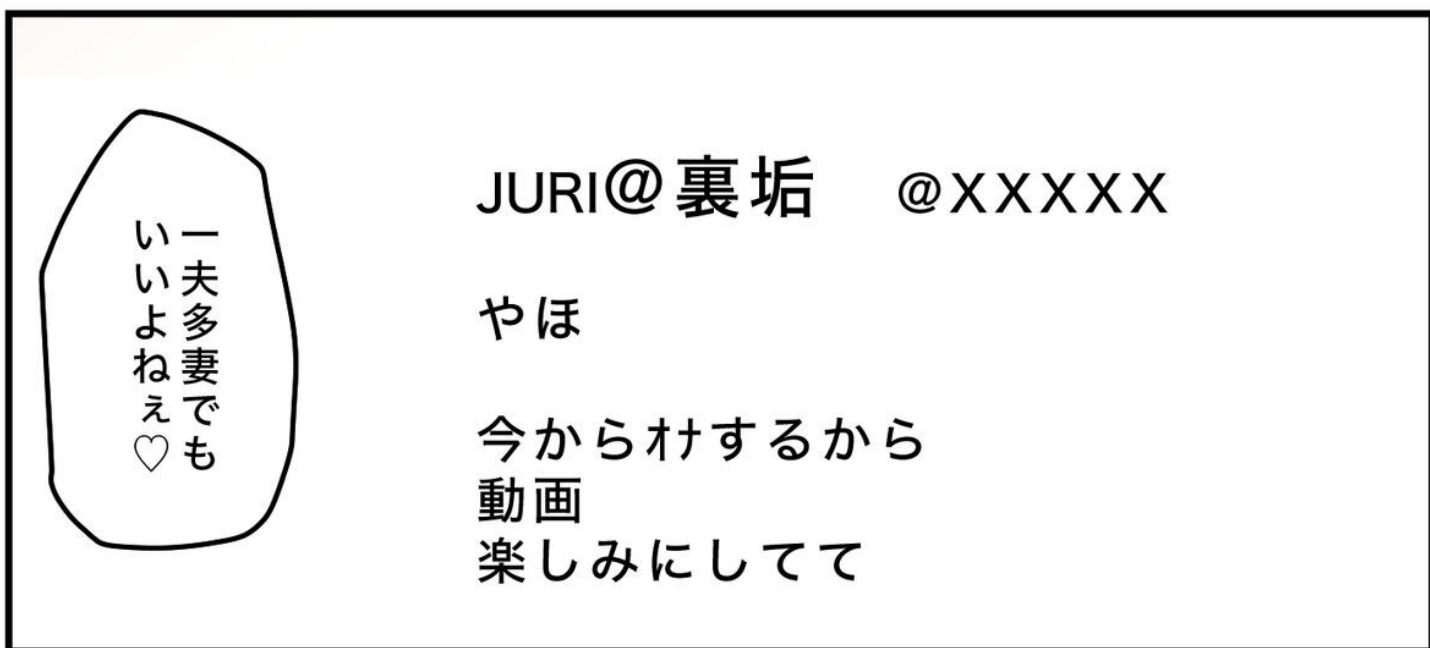 JURI@裏垢　@XXXXX
やほ
今からｵﾅするから
動画
楽しみにしてて
一夫多妻でも
いいよねぇ♡